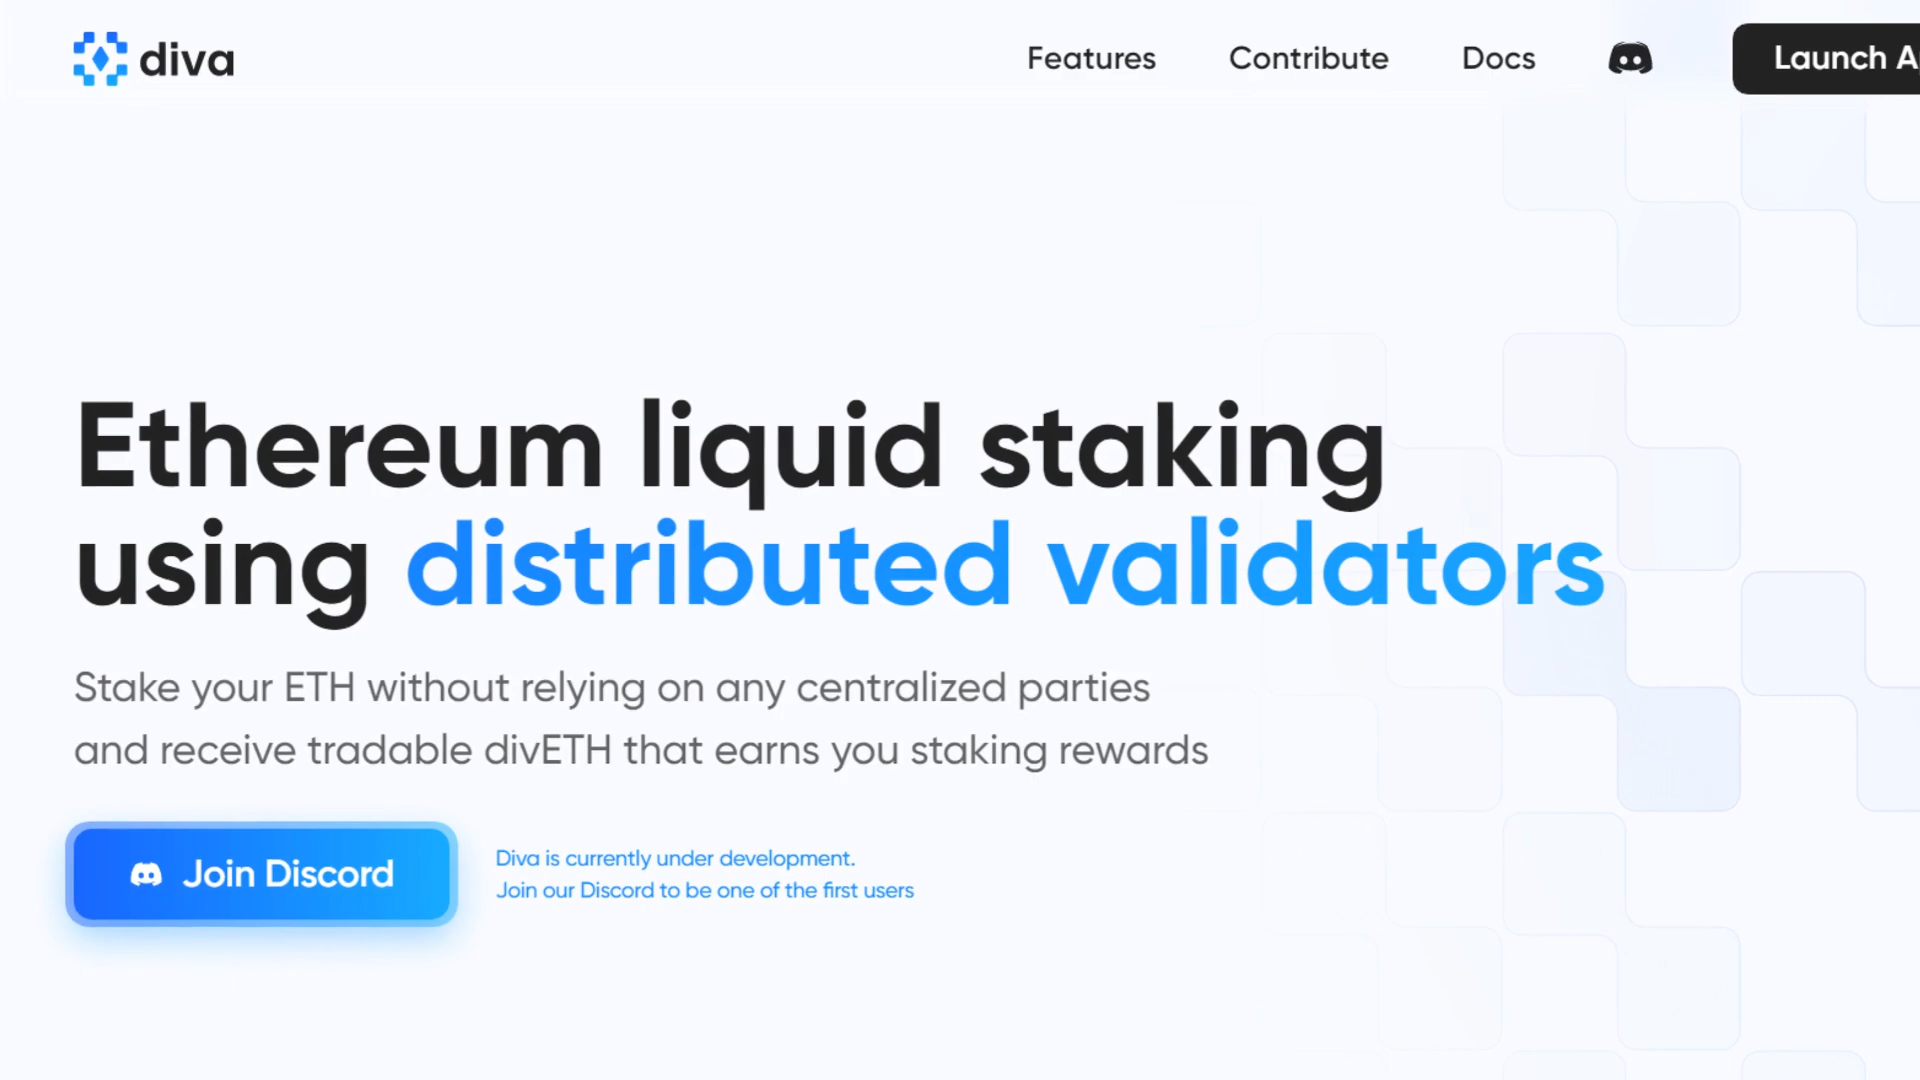 diva
Features
Contribute
Docs
Launch A
Ethereum liquid staking
using distributed validators
Stake your ETH without relying on any centralized parties
and receive tradable divETH that earns you staking rewards
Join Discord
Diva is currently under development.
Join our Discord to be one of the first users